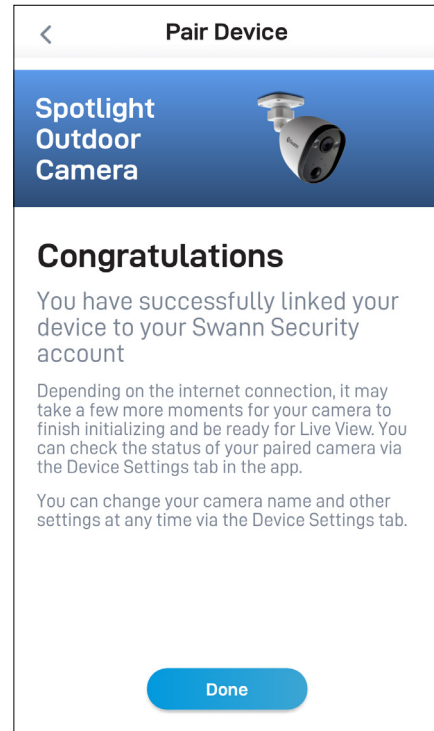 Pair Device
Spotlight
Outdoor
Camera
Congratulations
You have successfully linked your
device to your Swann Security
account
Depending on the internet connection, it may
take a few more moments for your camera to
finish initializing and be ready for Live View. You
can check the status of your paired camera via
the Device Settings tab in the app.
You can change your camera name and other
settings at any time via the Device Settings tab.
Done